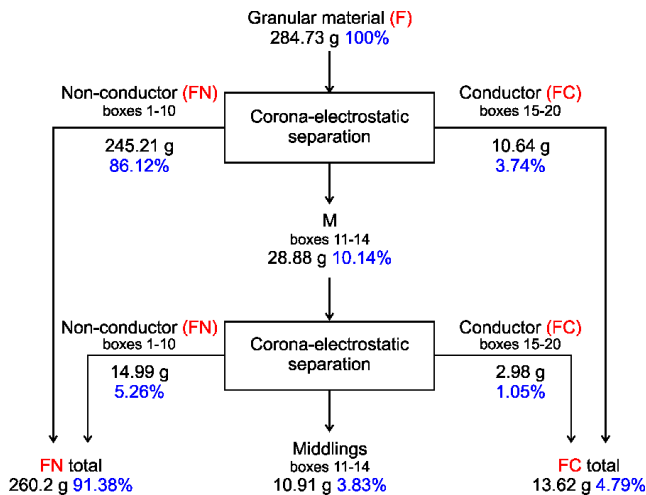 Granular material (F)
284.73 g 100%
Non-conductor (FN)
boxes 1-10
245.21 g
86.12%
Corona-electrostatic
separation
Conductor (FC)
boxes 15-20
10.64 g
3.74%
M
boxes 11-14
28.88 g 10.14%
Non-conductor (FN)
boxes 1-10
14.99 g
5.26%
Corona-electrostatic
separation
Conductor (FC)
boxes 15-20
2.98 g
1.05%
FN total
260.2 g 91.38%
Middlings
boxes 11-14
10.91 g 3.83%
FC total
13.62 g 4.79%